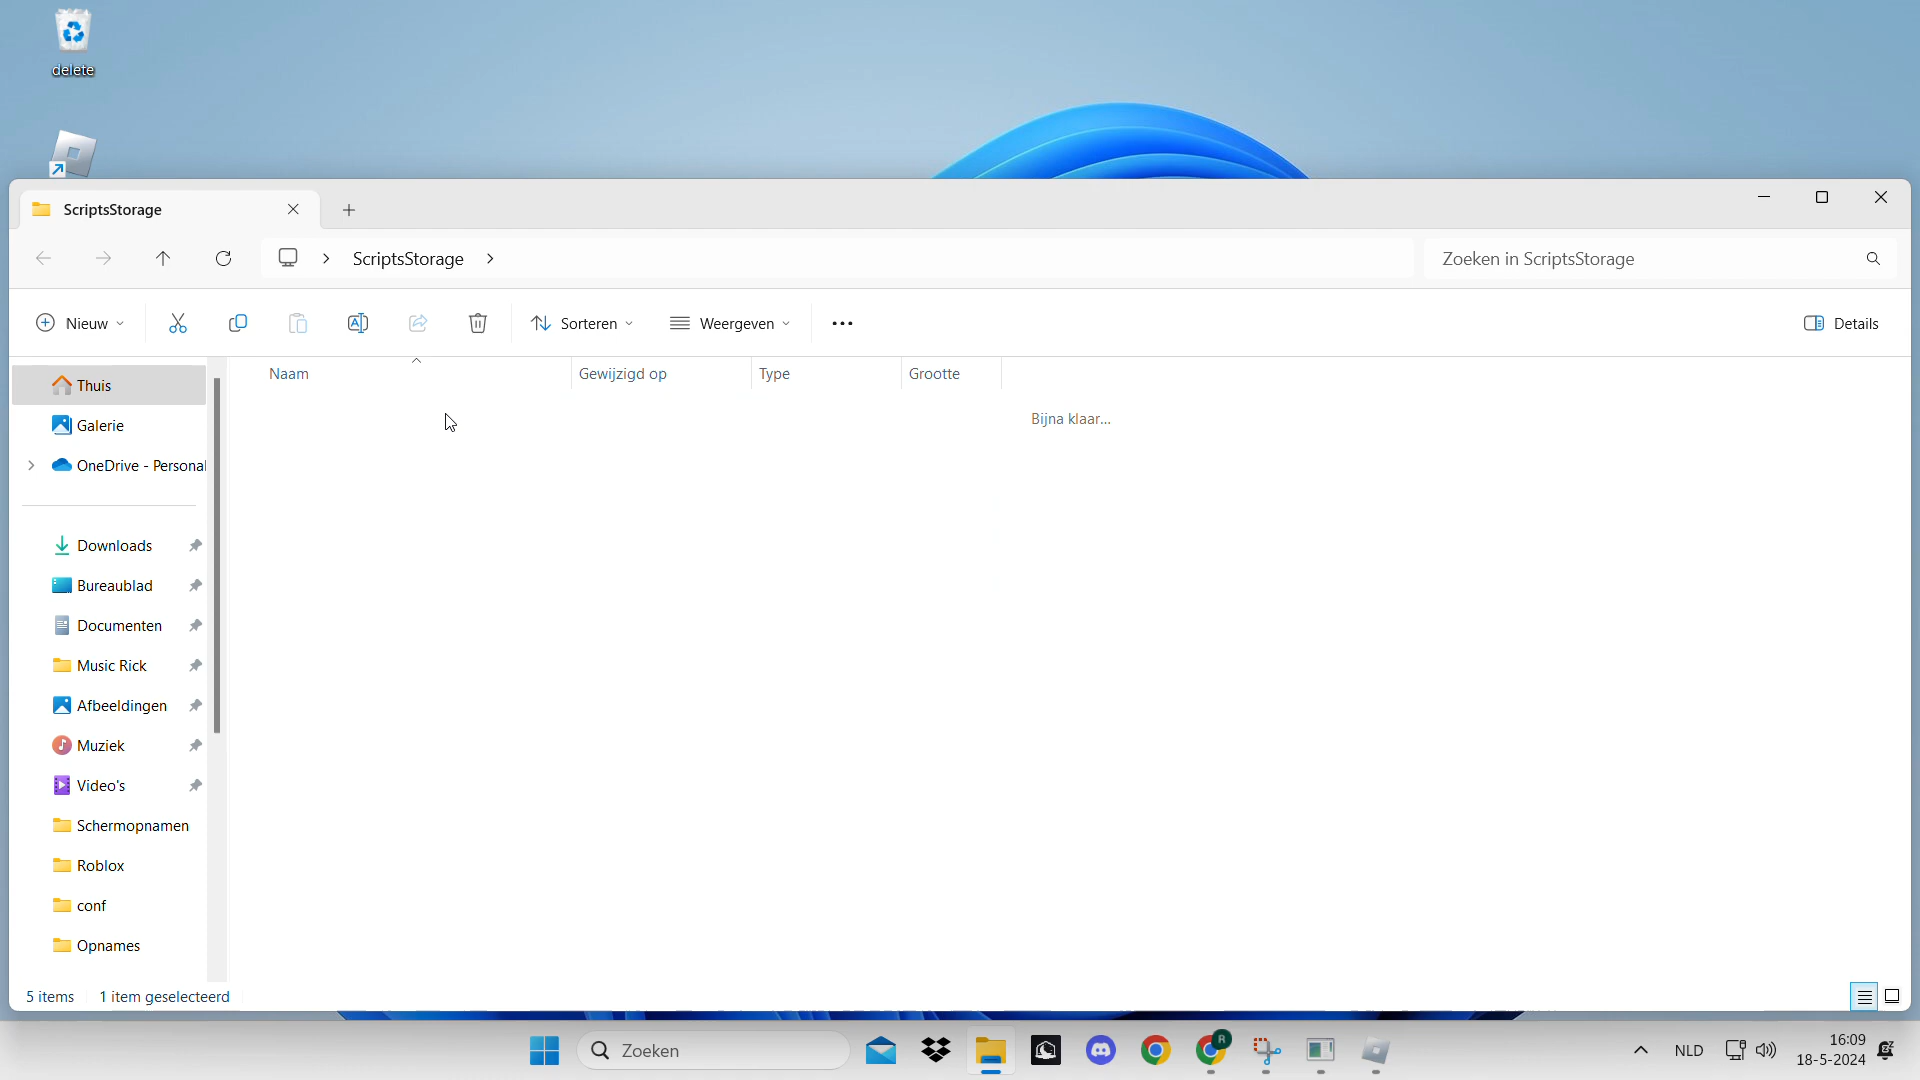 delete
ScriptsStorage
ScriptsStorage
Zoeken in ScriptsStorage
Nieuw
Sorteren
Weergeven
Details
Thuis
Galerie
OneDrive - Personal
Downloads
Bureaublad
Documenten
Music Rick
Afbeeldingen
Muziek
Video's
Schermopnamen
Roblox
conf
Opnames
Naam
Gewijzigd op
Type
Grootte
Bijna klaar...
5 items
1 item geselecteerd
Zoeken
R
NLD
16:09
18-5-2024